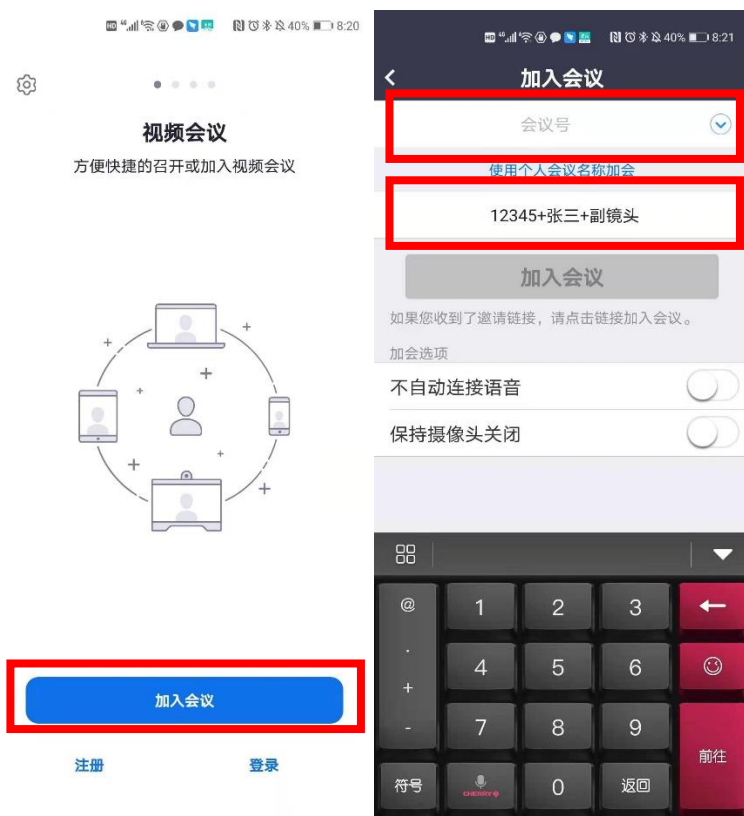 HD 40% 8:20
视频会议
方便快捷的召开或加入视频会议
加入会议
注册 登录
HD 40% 8:21
加入会议
会议号
使用个人会议名称加会
12345+张三+副镜头
加入会议
如果您收到了邀请链接，请点击链接加入会议。
加会选项
不自动连接语音
保持摄像头关闭
@ 1 2 3
. 4 5 6
+
- 7 8 9
前往
符号 CHERRY 0 返回